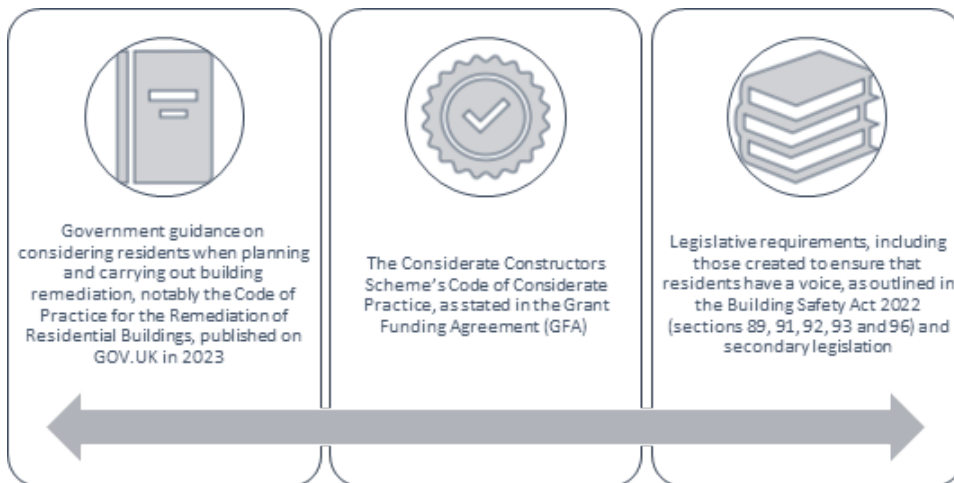 Government guidance on
considering residents when planning
and carrying out building
remediation, notably the Code of
Practice for the Remediation of
Residential Buildings, published on
GOV.UK in 2023
The Considerate Constructors
Scheme's Code of Considerate
Practice, as stated in the Grant
Funding Agreement (GFA)
Legislative requirements, including
those created to ensure that
residents have a voice, as outlined in
the Building Safety Act 2022
(sections 89, 91, 92, 93 and 96) and
secondary legislation